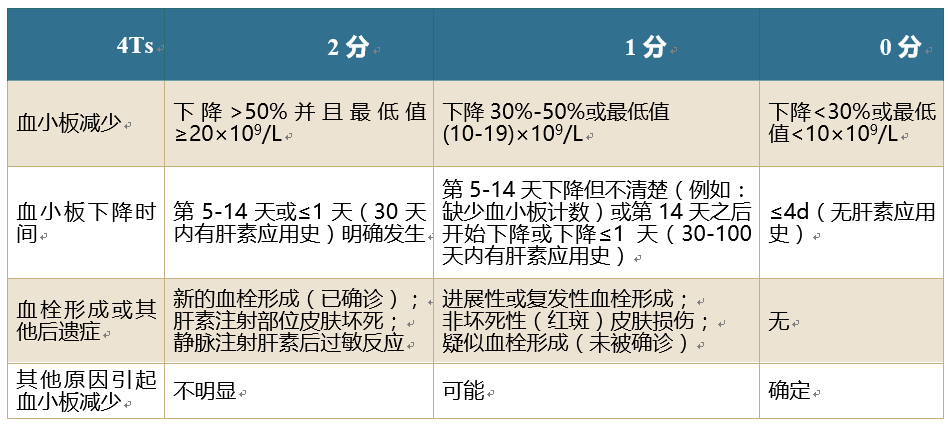 4Ts
2分
1分
0分
血小板减少
下降>50%并且最低值
≥20×10⁹/L
下降30%-50%或最低值
(10-19)×10⁹/L
下降<30%或最低
值<10×10⁹/L
血小板下降时
间
第5-14天或≤1天（30天
内有肝素应用史）明确发生
第5-14天下降但不清楚（例如：
缺少血小板计数）或第14天之后
开始下降或下降≤1 天（30-100
天内有肝素应用史）
≤4d（无肝素应用
史）
血栓形成或其
他后遗症
新的血栓形成（已确诊）；
肝素注射部位皮肤坏死；
静脉注射肝素后过敏反应
进展性或复发性血栓形成；
非坏死性（红斑）皮肤损伤；
疑似血栓形成（未被确诊）
无
其他原因引起
血小板减少
不明显
可能
确定